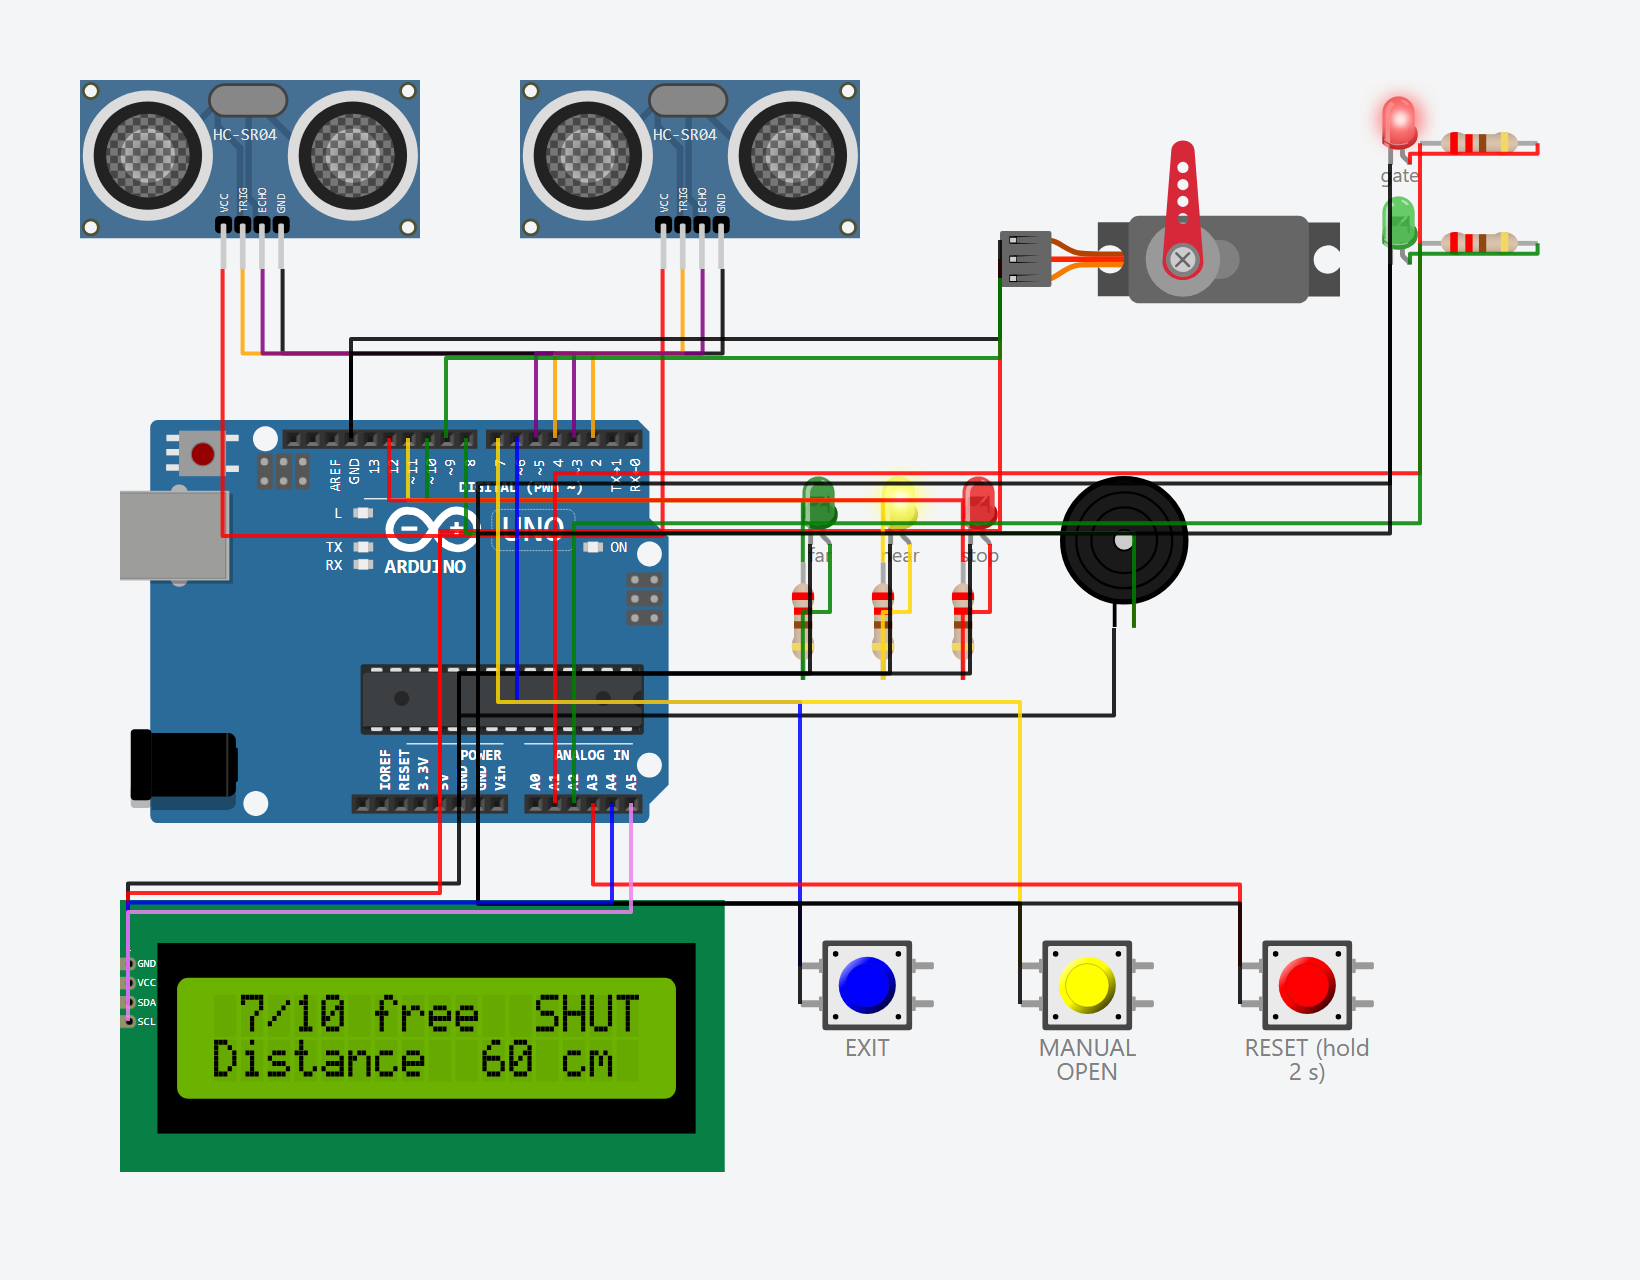 HC-SR04
VCC
TRIG
ECHO
GND
HC-SR04
VCC
TRIG
ECHO
GND
gate
AREF
GND
13
12
~11
~10
~9
8
7
~6
~5
4
~3
2
TX→1
RX←0
DIGITAL (PWM ~)
L
TX
RX
UNO
ON
ARDUINO
far
near
stop
IOREF
RESET
3.3V
5V
GND
GND
Vin
POWER
ANALOG IN
A0
A1
A2
A3
A4
A5
GND
VCC
SDA
SCL
7/10 free SHUT
Distance 60 cm
EXIT
MANUAL
OPEN
RESET (hold
2 s)